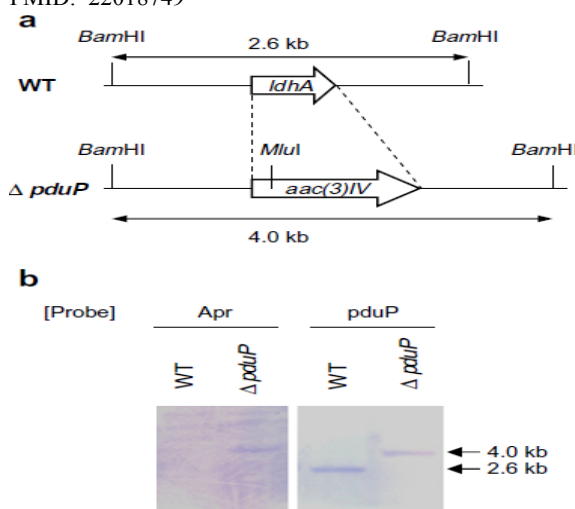 PMID: 22018749
a
BamHI 2.6 kb BamHI
WT ldhA
BamHI MluI BamHI
Δ pduP aac(3)IV
4.0 kb
b
[Probe] Apr pduP
WT Δ pduP WT Δ pduP
4.0 kb
2.6 kb